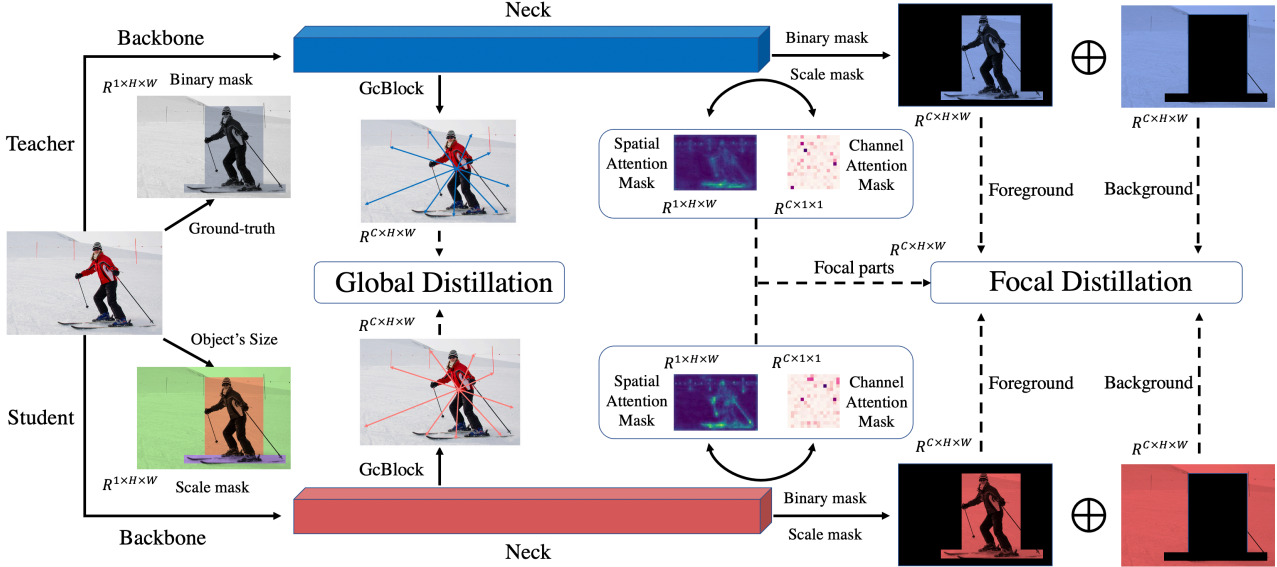 Neck
Backbone
Binary mask
Scale mask
R^{1×H×W}
Binary mask
GcBlock
Teacher
Spatial
Attention
Mask
Channel
Attention
Mask
R^{1×H×W}
R^{C×1×1}
R^{C×H×W}
R^{C×H×W}
Foreground
Background
Ground-truth
R^{C×H×W}
R^{C×H×W}
Global Distillation
Focal parts
Focal Distillation
R^{C×H×W}
Object's Size
R^{1×H×W}
R^{C×1×1}
Spatial
Attention
Mask
Channel
Attention
Mask
Foreground
Background
Student
R^{C×H×W}
R^{C×H×W}
GcBlock
R^{1×H×W}
Scale mask
Binary mask
Scale mask
Backbone
Neck